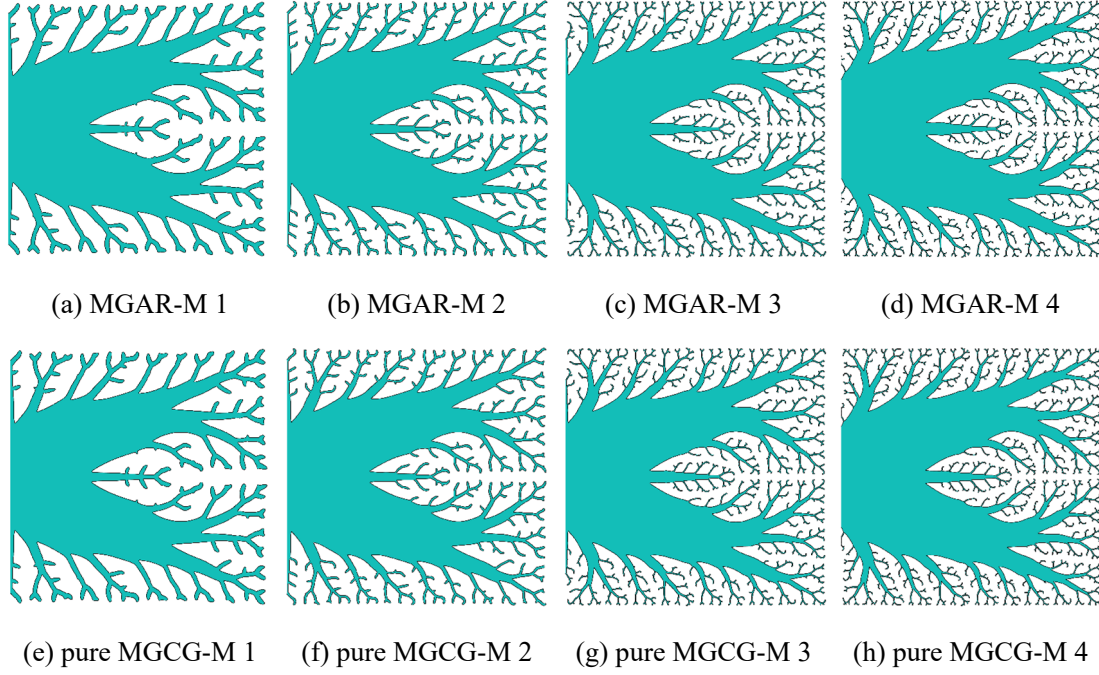 (a) MGAR-M 1 (b) MGAR-M 2 (c) MGAR-M 3 (d) MGAR-M 4
(e) pure MGCG-M 1 (f) pure MGCG-M 2 (g) pure MGCG-M 3 (h) pure MGCG-M 4